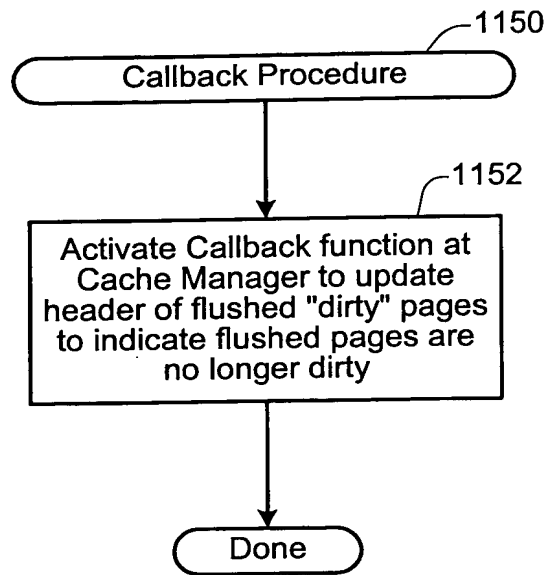 1150
Callback Procedure
1152
Activate Callback function at
Cache Manager to update
header of flushed "dirty" pages
to indicate flushed pages are
no longer dirty
Done